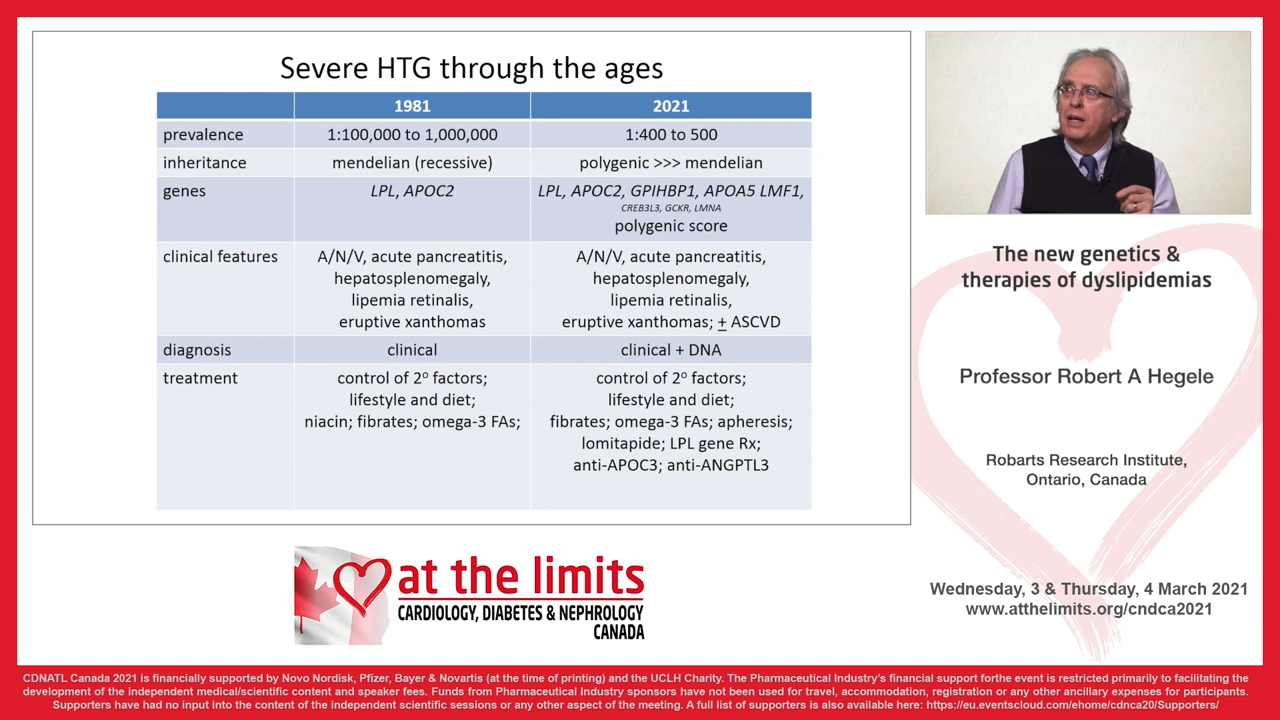 Severe HTG through the ages
1981
2021
prevalence
1:100,000 to 1,000,000
1:400 to 500
inheritance
mendelian (recessive)
polygenic >>> mendelian
genes
LPL, APOC2
LPL, APOC2, GPIHBP1, APOA5 LMF1,
CREB3L3, GCKR, LMNA
polygenic score
clinical features
A/N/V, acute pancreatitis,
hepatosplenomegaly,
lipemia retinalis,
eruptive xanthomas
A/N/V, acute pancreatitis,
hepatosplenomegaly,
lipemia retinalis,
eruptive xanthomas; + ASCVD
diagnosis
clinical
clinical + DNA
treatment
control of 2º factors;
lifestyle and diet;
niacin; fibrates; omega-3 FAs;
control of 2º factors;
lifestyle and diet;
fibrates; omega-3 FAs; apheresis;
lomitapide; LPL gene Rx;
anti-APOC3; anti-ANGPTL3
The new genetics &
therapies of dyslipidemias
Professor Robert A Hegele
Robarts Research Institute,
Ontario, Canada
Wednesday, 3 & Thursday, 4 March 2021
www.atthelimits.org/cndca2021
at the limits
CARDIOLOGY, DIABETES & NEPHROLOGY
CANADA
CDNATL Canada 2021 is financially supported by Novo Nordisk, Pfizer, Bayer & Novartis (at the time of printing) and the UCLH Charity. The Pharmaceutical Industry's financial support forthe event is restricted primarily to facilitating the
development of the independent medical/scientific content and speaker fees. Funds from Pharmaceutical Industry sponsors have not been used for travel, accommodation, registration or any other ancillary expenses for participants.
Supporters have had no input into the content of the independent scientific sessions or any other aspect of the meeting. A full list of supporters is also available here: https://eu.eventscloud.com/ehome/cdnca20/Supporters/